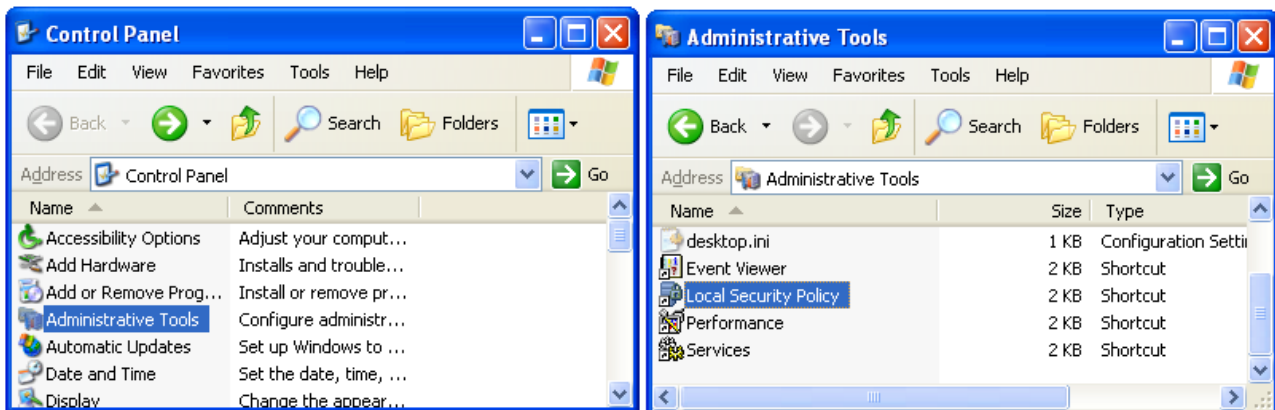 Control Panel
File Edit View Favorites Tools Help
Back Search Folders
Address Control Panel Go
Name Comments
Accessibility Options Adjust your comput...
Add Hardware Installs and trouble...
Add or Remove Prog... Install or remove pr...
Administrative Tools Configure administr...
Automatic Updates Set up Windows to ...
Date and Time Set the date, time, ...
Display Change the appear...
Administrative Tools
File Edit View Favorites Tools Help
Back Search Folders
Address Administrative Tools Go
Name Size Type
desktop.ini 1 KB Configuration Setti
Event Viewer 2 KB Shortcut
Local Security Policy 2 KB Shortcut
Performance 2 KB Shortcut
Services 2 KB Shortcut